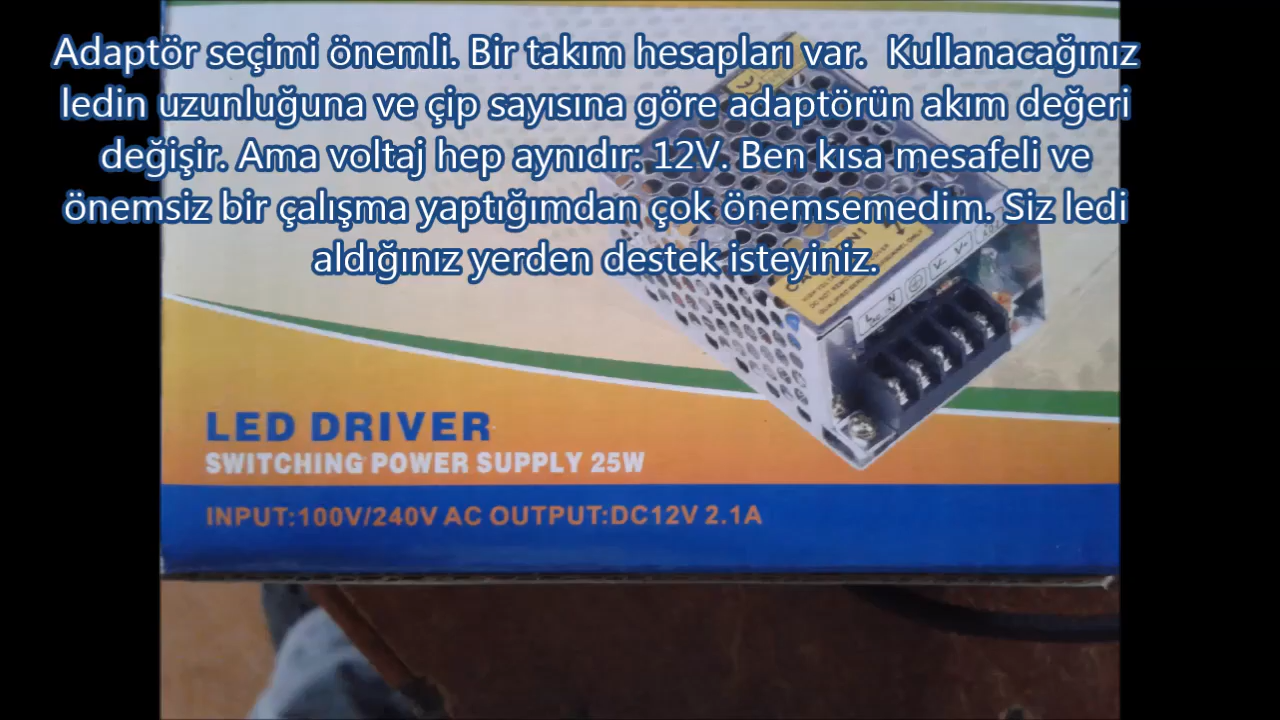 Adaptör seçimi önemli. Bir takım hesapları var. Kullanacağınız
ledin uzunluğuna ve çip sayısına göre adaptörün akım değeri
değişir. Ama voltaj hep aynıdır: 12V. Ben kısa mesafeli ve
önemsiz bir çalışma yaptığımdan çok önemsemedim. Siz ledi
aldığınız yerden destek isteyiniz.
LED DRIVER
SWITCHING POWER SUPPLY 25W
INPUT:100V/240V AC OUTPUT:DC12V 2.1A